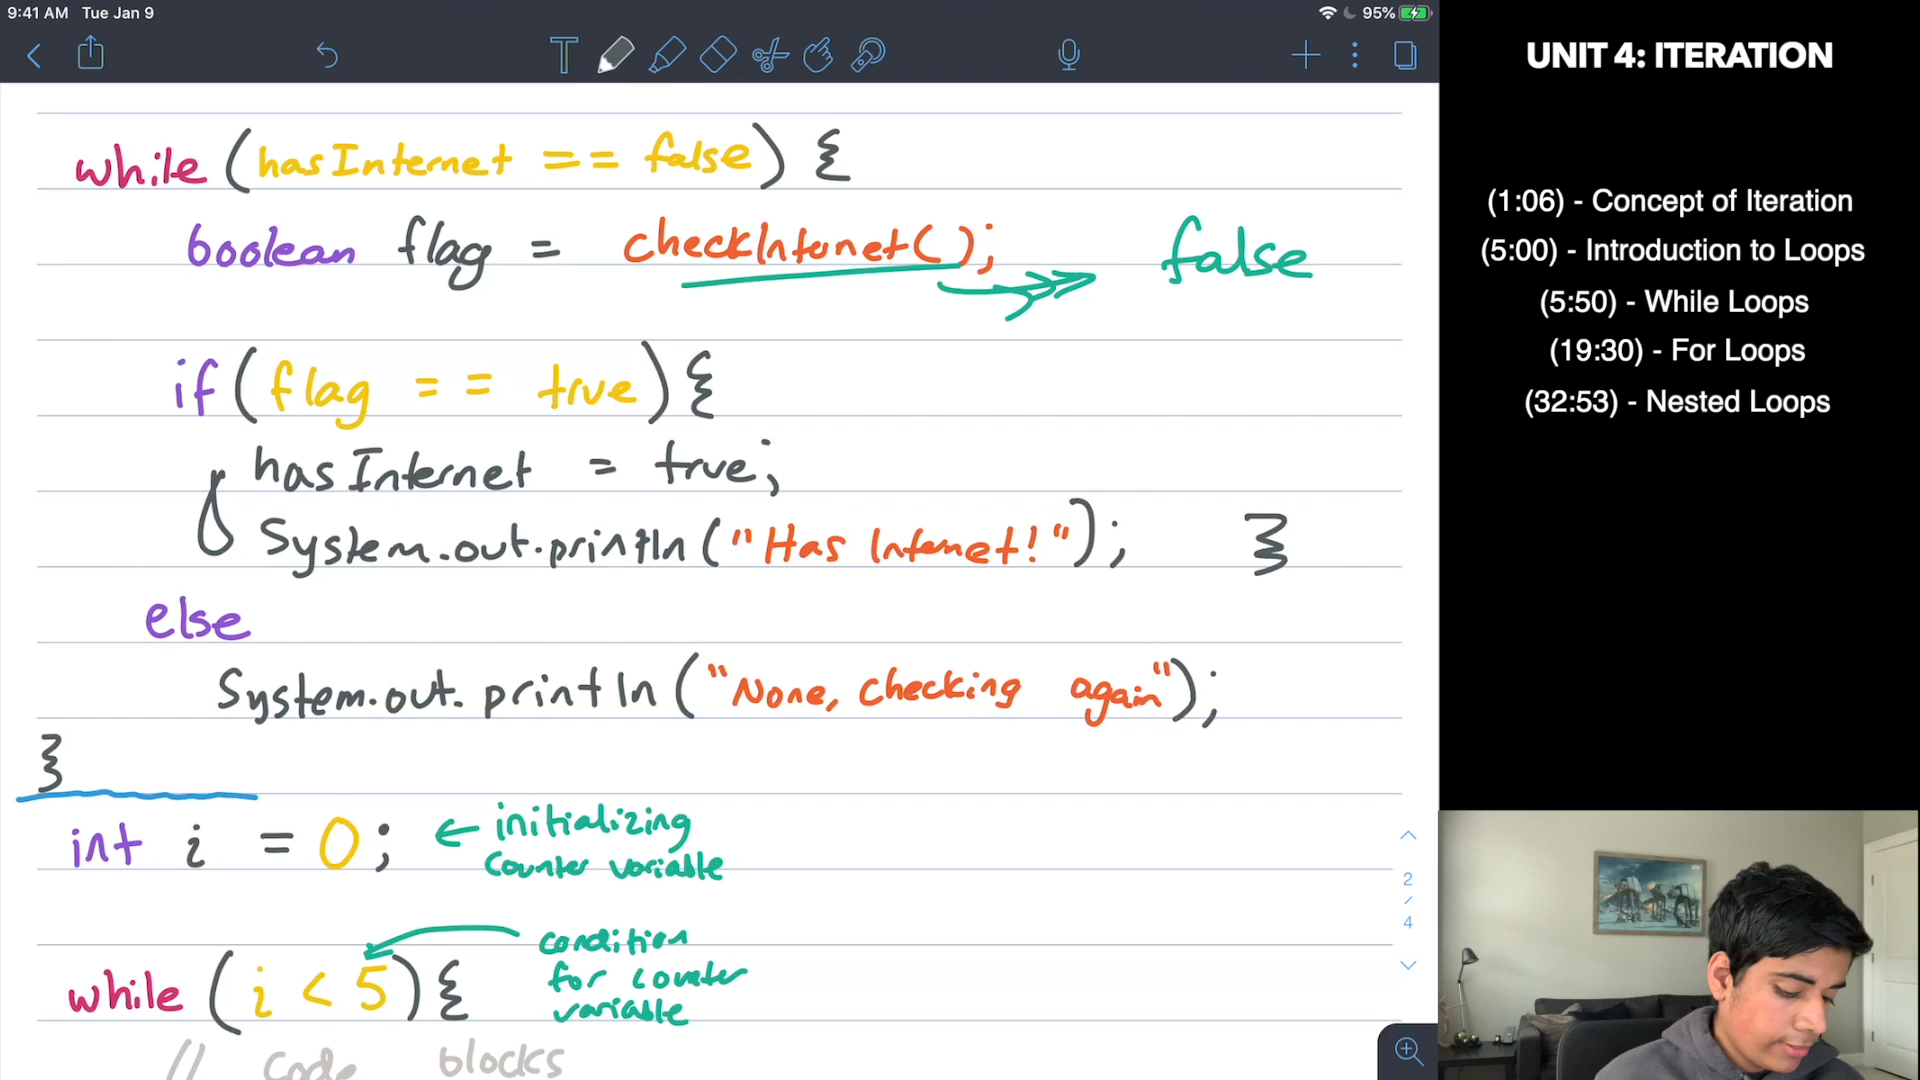 9:41 AM Tue Jan 9
95%
while (hasInternet == false) {
boolean flag = checkInternet(); false
if (flag == true) {
hasInternet = true;
System.out.println("Has Internet!"); }
else
System.out.println("None, checking again");
}
int i = 0; ← initializing
counter variable
condition
while (i < 5) { for counter
variable
// code blocks
2
/
4
UNIT 4: ITERATION
(1:06) - Concept of Iteration
(5:00) - Introduction to Loops
(5:50) - While Loops
(19:30) - For Loops
(32:53) - Nested Loops